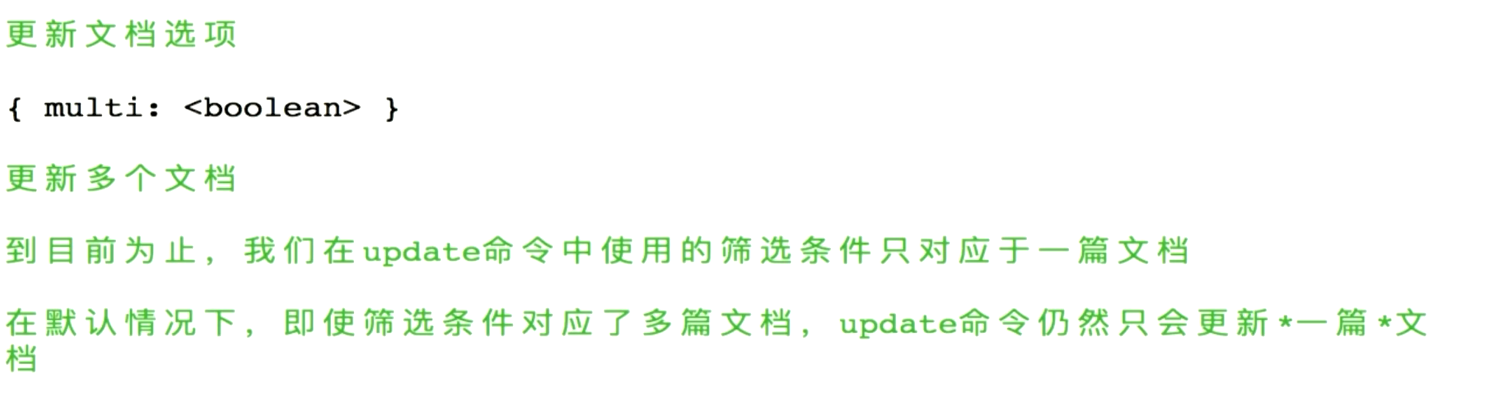 更新文档选项
{ multi: <boolean> }
更新多个文档
到目前为止，我们在update命令中使用的筛选条件只对应于一篇文档
在默认情况下，即使筛选条件对应了多篇文档，update命令仍然只会更新*一篇*文
档